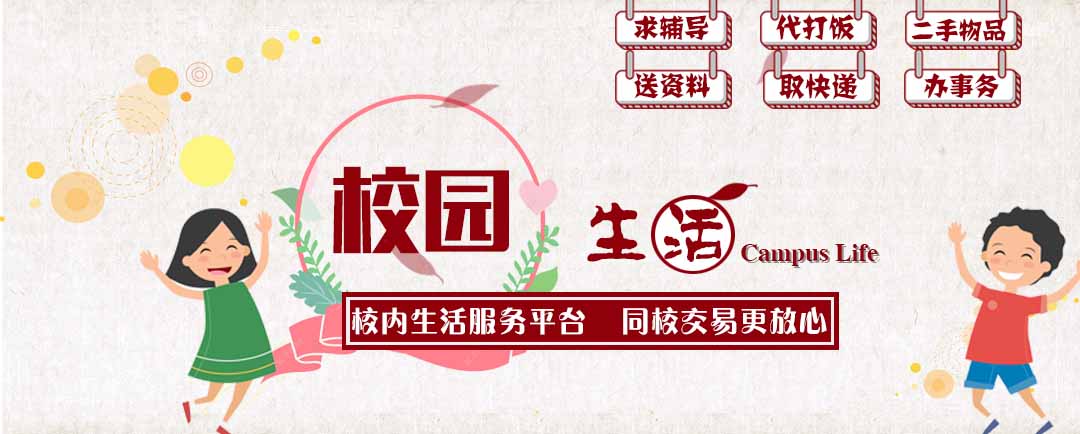 求辅导 代打饭 二手物品
送资料 取快递 办事务
校园
生活 Campus Life
校内生活服务平台 同校交易更放心